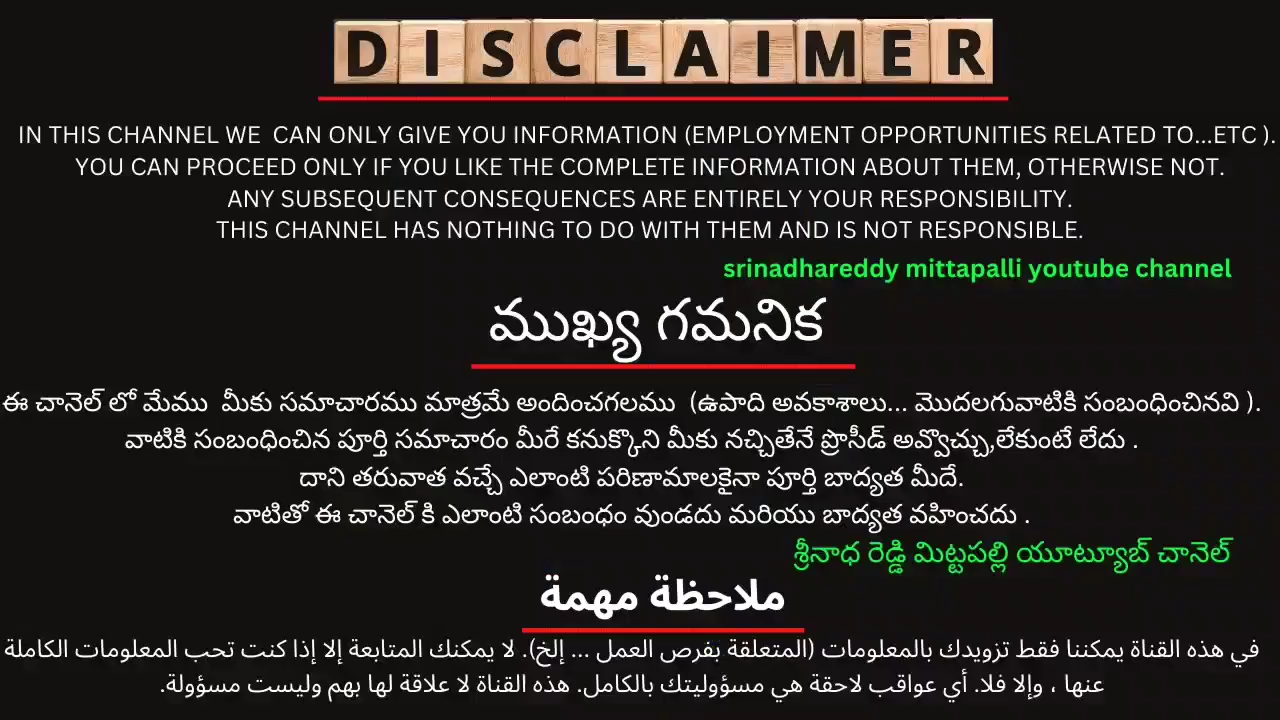 DISCLAIMER
IN THIS CHANNEL WE CAN ONLY GIVE YOU INFORMATION (EMPLOYMENT OPPORTUNITIES RELATED TO...ETC ).
YOU CAN PROCEED ONLY IF YOU LIKE THE COMPLETE INFORMATION ABOUT THEM, OTHERWISE NOT.
ANY SUBSEQUENT CONSEQUENCES ARE ENTIRELY YOUR RESPONSIBILITY.
THIS CHANNEL HAS NOTHING TO DO WITH THEM AND IS NOT RESPONSIBLE.
srinadhareddy mittapalli youtube channel
ముఖ్య గమనిక
ఈ చానెల్ లో మేము మీకు సమాచారము మాత్రమే అందించగలము (ఉపాది అవకాశాలు... మొదలగువాటికి సంబంధించినవి ).
వాటికి సంబంధించిన పూర్తి సమాచారం మీరే కనుక్కొని మీకు నచ్చితేనే ప్రొసీడ్ అవ్వొచ్చు,లేకుంటే లేదు .
దాని తరువాత వచ్చే ఎలాంటి పరిణామాలకైనా పూర్తి బాద్యత మీదే.
వాటితో ఈ చానెల్ కి ఎలాంటి సంబంధం వుండదు మరియు బాద్యత వహించదు .
శ్రీనాధ రెడ్డి మిట్టపల్లి యూట్యూబ్ చానెల్
ملاحظة مهمة
في هذه القناة يمكننا فقط تزويدك بالمعلومات (المتعلقة بفرص العمل ... إلخ). لا يمكنك المتابعة إلا إذا كنت تحب المعلومات الكاملة
عنها ، وإلا فلا. أي عواقب لاحقة هي مسؤوليتك بالكامل. هذه القناة لا علاقة لها بهم وليست مسؤولة.